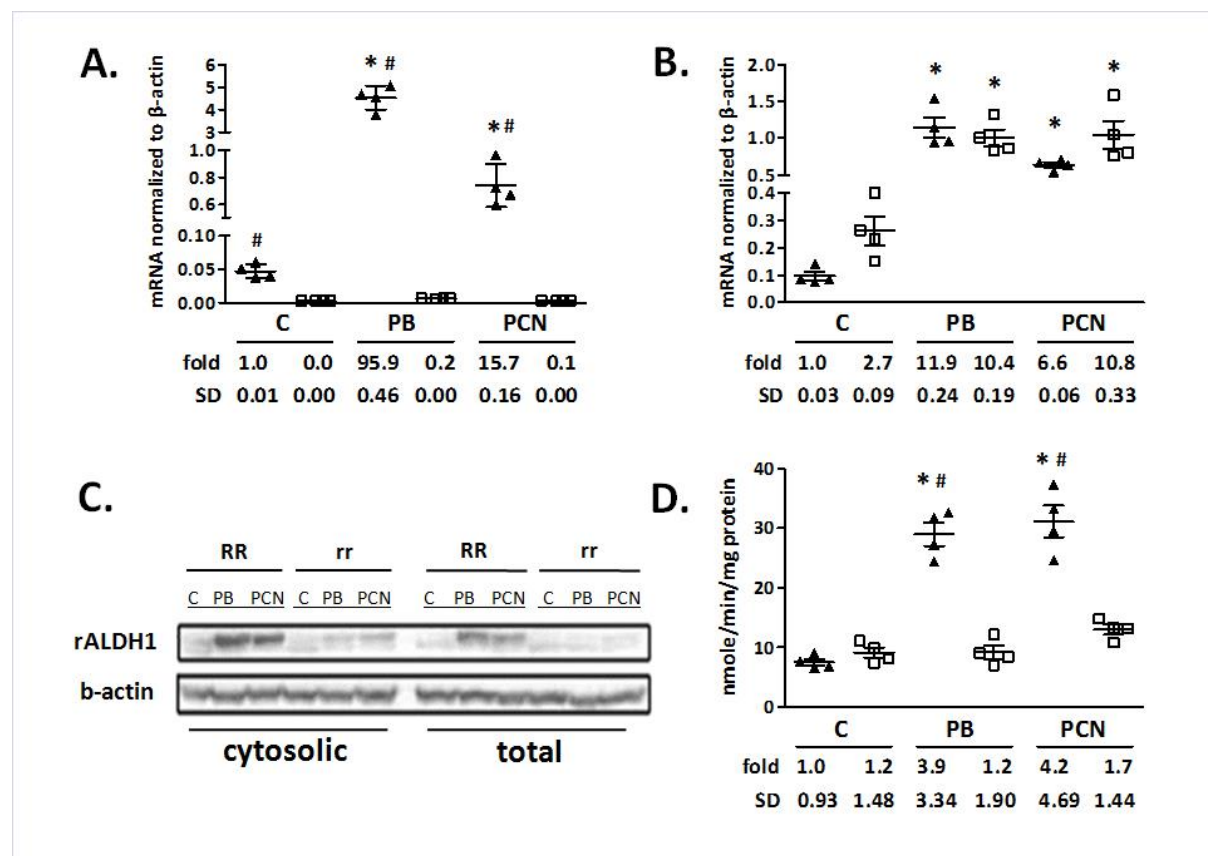 A.
mRNA normalized to β-actin
6
5
4
3
1.0
0.8
0.6
0.10
0.05
0.00
* #
* #
#
C PB PCN
fold 1.0 0.0 95.9 0.2 15.7 0.1
SD 0.01 0.00 0.46 0.00 0.16 0.00
B.
mRNA normalized to β-actin
2.0
1.5
1.0
0.5
0.4
0.3
0.2
0.1
0.0
* * * *
C PB PCN
fold 1.0 2.7 11.9 10.4 6.6 10.8
SD 0.03 0.09 0.24 0.19 0.06 0.33
C.
RR rr RR rr
C PB PCN C PB PCN C PB PCN C PB PCN
rALDH1
b-actin
cytosolic total
D.
nmole/min/mg protein
40
30
20
10
0
* # * #
C PB PCN
fold 1.0 1.2 3.9 1.2 4.2 1.7
SD 0.93 1.48 3.34 1.90 4.69 1.44